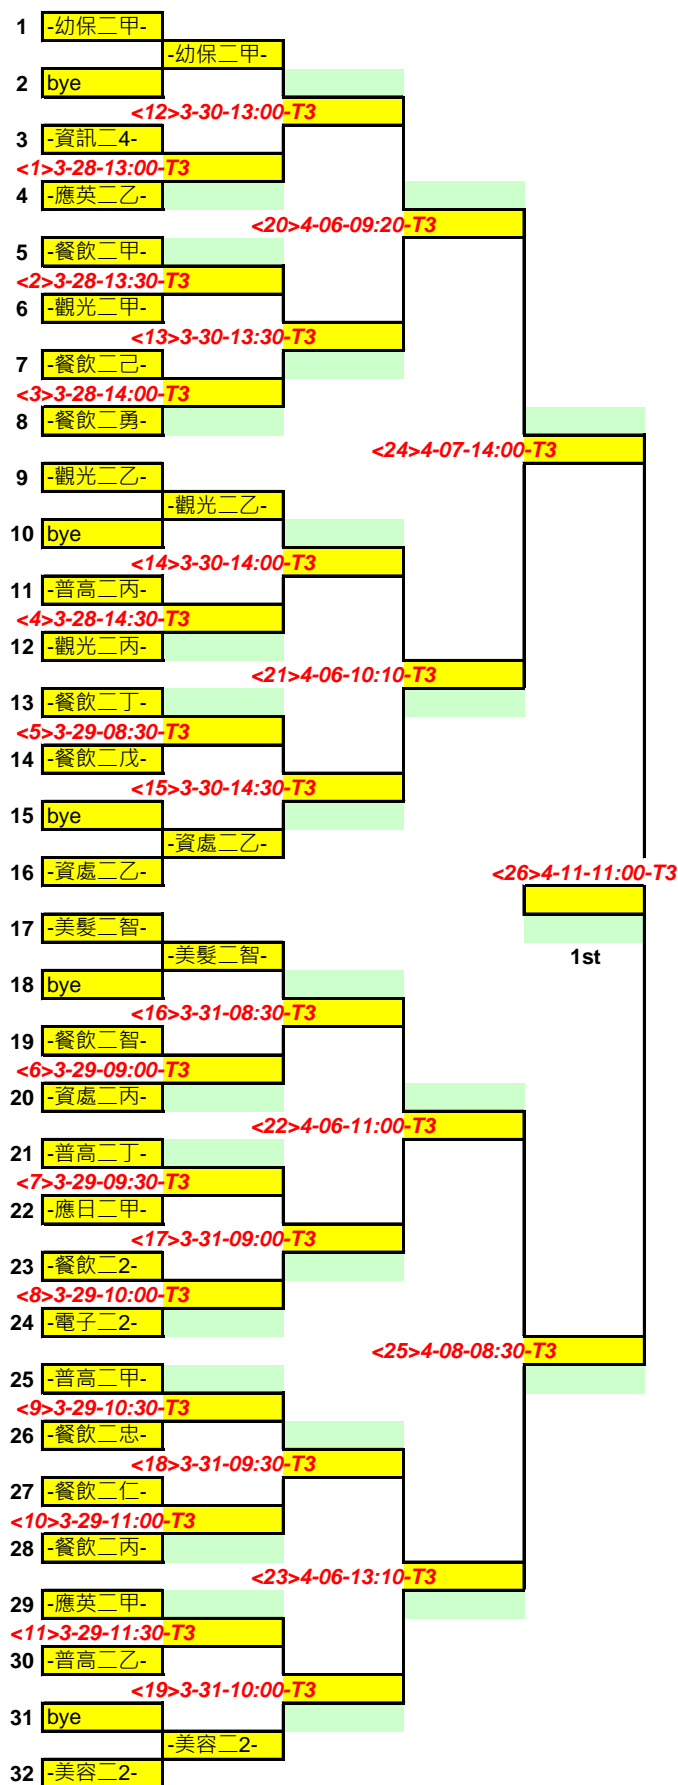 1 -幼保二甲-
-幼保二甲-
2 bye
<12>3-30-13:00-T3
3 -資訊二4-
<1>3-28-13:00-T3
4 -應英二乙-
<20>4-06-09:20-T3
5 -餐飲二甲-
<2>3-28-13:30-T3
6 -觀光二甲-
<13>3-30-13:30-T3
7 -餐飲二己-
<3>3-28-14:00-T3
8 -餐飲二勇-
<24>4-07-14:00-T3
9 -觀光二乙-
-觀光二乙-
10 bye
<14>3-30-14:00-T3
11 -普高二丙-
<4>3-28-14:30-T3
12 -觀光二丙-
<21>4-06-10:10-T3
13 -餐飲二丁-
<5>3-29-08:30-T3
14 -餐飲二戊-
<15>3-30-14:30-T3
15 bye
-資處二乙-
16 -資處二乙-
<26>4-11-11:00-T3
17 -美髮二智-
-美髮二智-
1st
18 bye
<16>3-31-08:30-T3
19 -餐飲二智-
<6>3-29-09:00-T3
20 -資處二丙-
<22>4-06-11:00-T3
21 -普高二丁-
<7>3-29-09:30-T3
22 -應日二甲-
<17>3-31-09:00-T3
23 -餐飲二2-
<8>3-29-10:00-T3
24 -電子二2-
<25>4-08-08:30-T3
25 -普高二甲-
<9>3-29-10:30-T3
26 -餐飲二忠-
<18>3-31-09:30-T3
27 -餐飲二仁-
<10>3-29-11:00-T3
28 -餐飲二丙-
<23>4-06-13:10-T3
29 -應英二甲-
<11>3-29-11:30-T3
30 -普高二乙-
<19>3-31-10:00-T3
31 bye
-美容二2-
32 -美容二2-